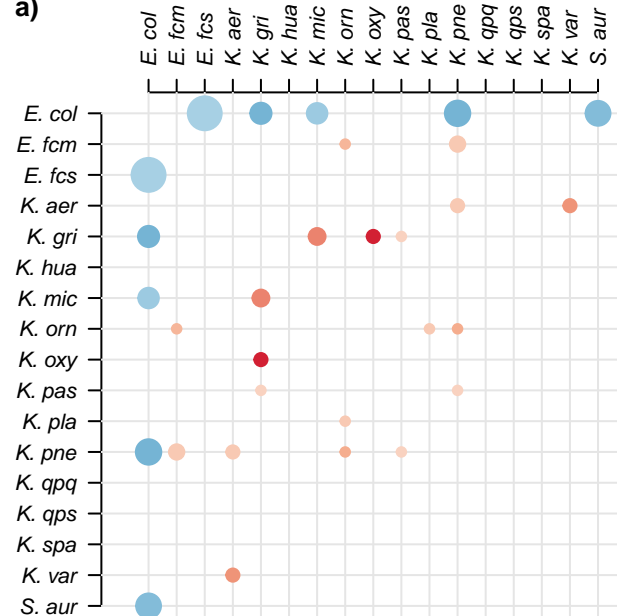 a)
E. col
E. fcm
E. fcs
K. aer
K. gri
K. hua
K. mic
K. orn
K. oxy
K. pas
K. pla
K. pne
K. qpq
K. qps
K. spa
K. var
S. aur
E. col
E. fcm
E. fcs
K. aer
K. gri
K. hua
K. mic
K. orn
K. oxy
K. pas
K. pla
K. pne
K. qpq
K. qps
K. spa
K. var
S. aur